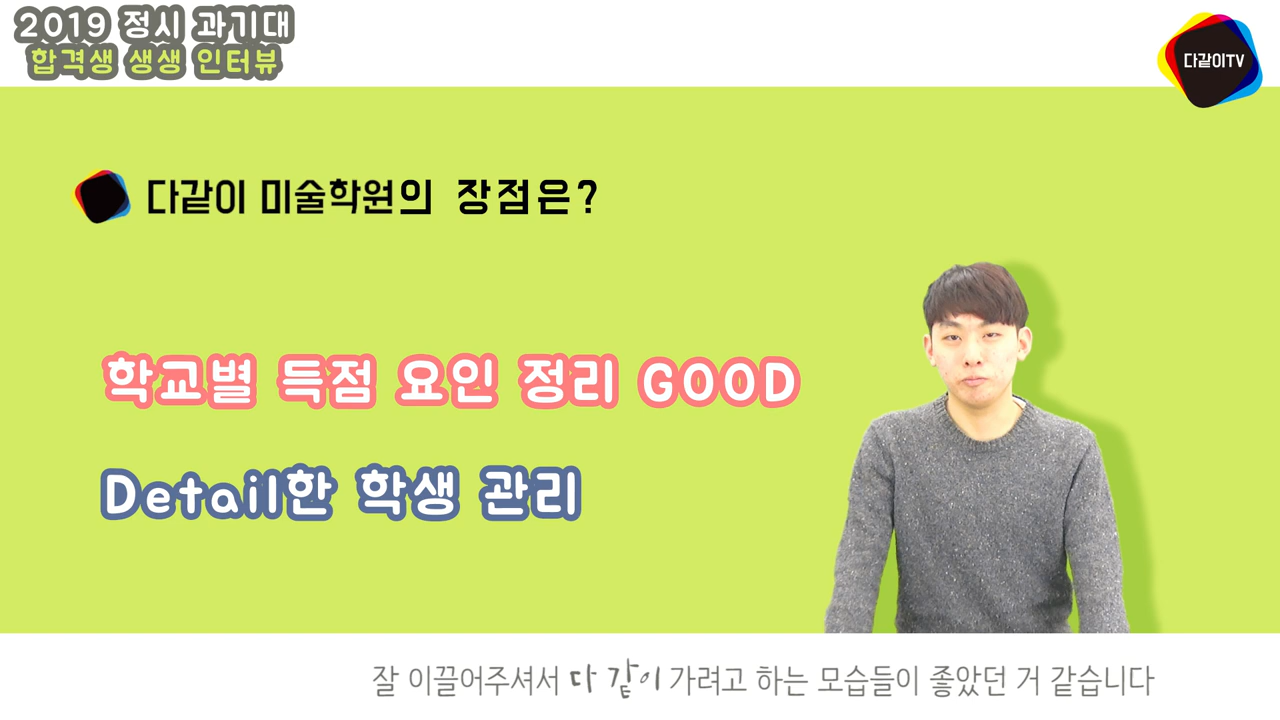 2019 정시 과기대
합격생 생생 인터뷰
다같이TV
다같이 미술학원의 장점은?
학교별 득점 요인 정리 GOOD
Detail한 학생 관리
잘 이끌어주셔서 다 같이 가려고 하는 모습들이 좋았던 거 같습니다